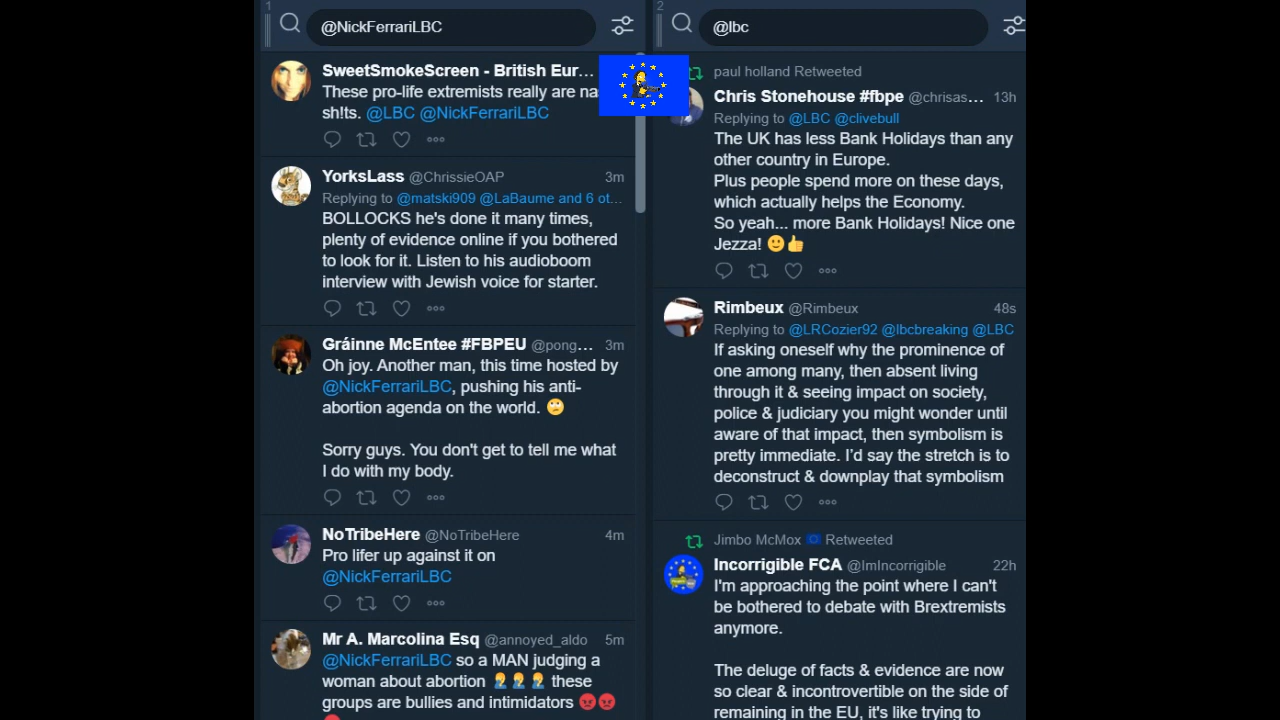 1
@NickFerrariLBC
SweetSmokeScreen - British Eur...
These pro-life extremists really are
sh!ts. @LBC @NickFerrariLBC
YorksLass @ChrissieOAP 3m
Replying to @matski909 @LaBaume and 6 ot...
BOLLOCKS he's done it many times,
plenty of evidence online if you bothered
to look for it. Listen to his audioboom
interview with Jewish voice for starter.
Gráinne McEntee #FBPEU @pong... 3m
Oh joy. Another man, this time hosted by
@NickFerrariLBC, pushing his anti-
abortion agenda on the world. 🙄
Sorry guys. You don't get to tell me what
I do with my body.
NoTribeHere @NoTribeHere 4m
Pro lifer up against it on
@NickFerrariLBC
Mr A. Marcolina Esq @annoyed_aldo 5m
@NickFerrariLBC so a MAN judging a
woman about abortion 🤦‍♂️🤦‍♂️🤦‍♂️ these
groups are bullies and intimidators 😡😡
2
@lbc
paul holland Retweeted
Chris Stonehouse #fbpe @chrisas... 13h
Replying to @LBC @clivebull
The UK has less Bank Holidays than any
other country in Europe.
Plus people spend more on these days,
which actually helps the Economy.
So yeah... more Bank Holidays! Nice one
Jezza! 🙂👍
Rimbeux @Rimbeux 48s
Replying to @LRCozier92 @lbcbreaking @LBC
If asking oneself why the prominence of
one among many, then absent living
through it & seeing impact on society,
police & judiciary you might wonder until
aware of that impact, then symbolism is
pretty immediate. I'd say the stretch is to
deconstruct & downplay that symbolism
Jimbo McMox 🇪🇺 Retweeted
Incorrigible FCA @ImIncorrigible 22h
I'm approaching the point where I can't
be bothered to debate with Brextremists
anymore.
The deluge of facts & evidence are now
so clear & incontrovertible on the side of
remaining in the EU, it's like trying to